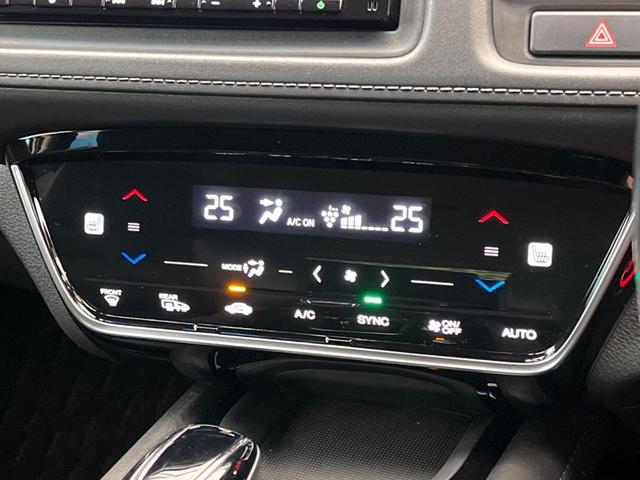 25 A/C ON 25
MODE
FRONT
REAR
A/C
SYNC
ON/
OFF
AUTO